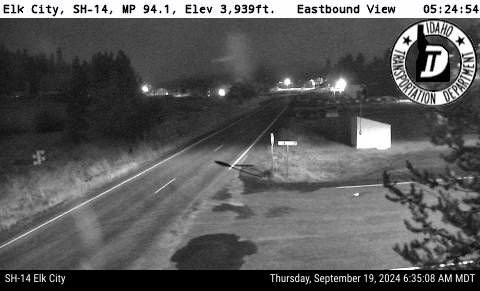 Elk City, SH-14, MP 94.1, Elev 3,939ft. Eastbound View 05:24:54
IDAHO
TRANSPORTATION DEPARTMENT
SH-14 Elk City Thursday, September 19, 2024 6:35:08 AM MDT